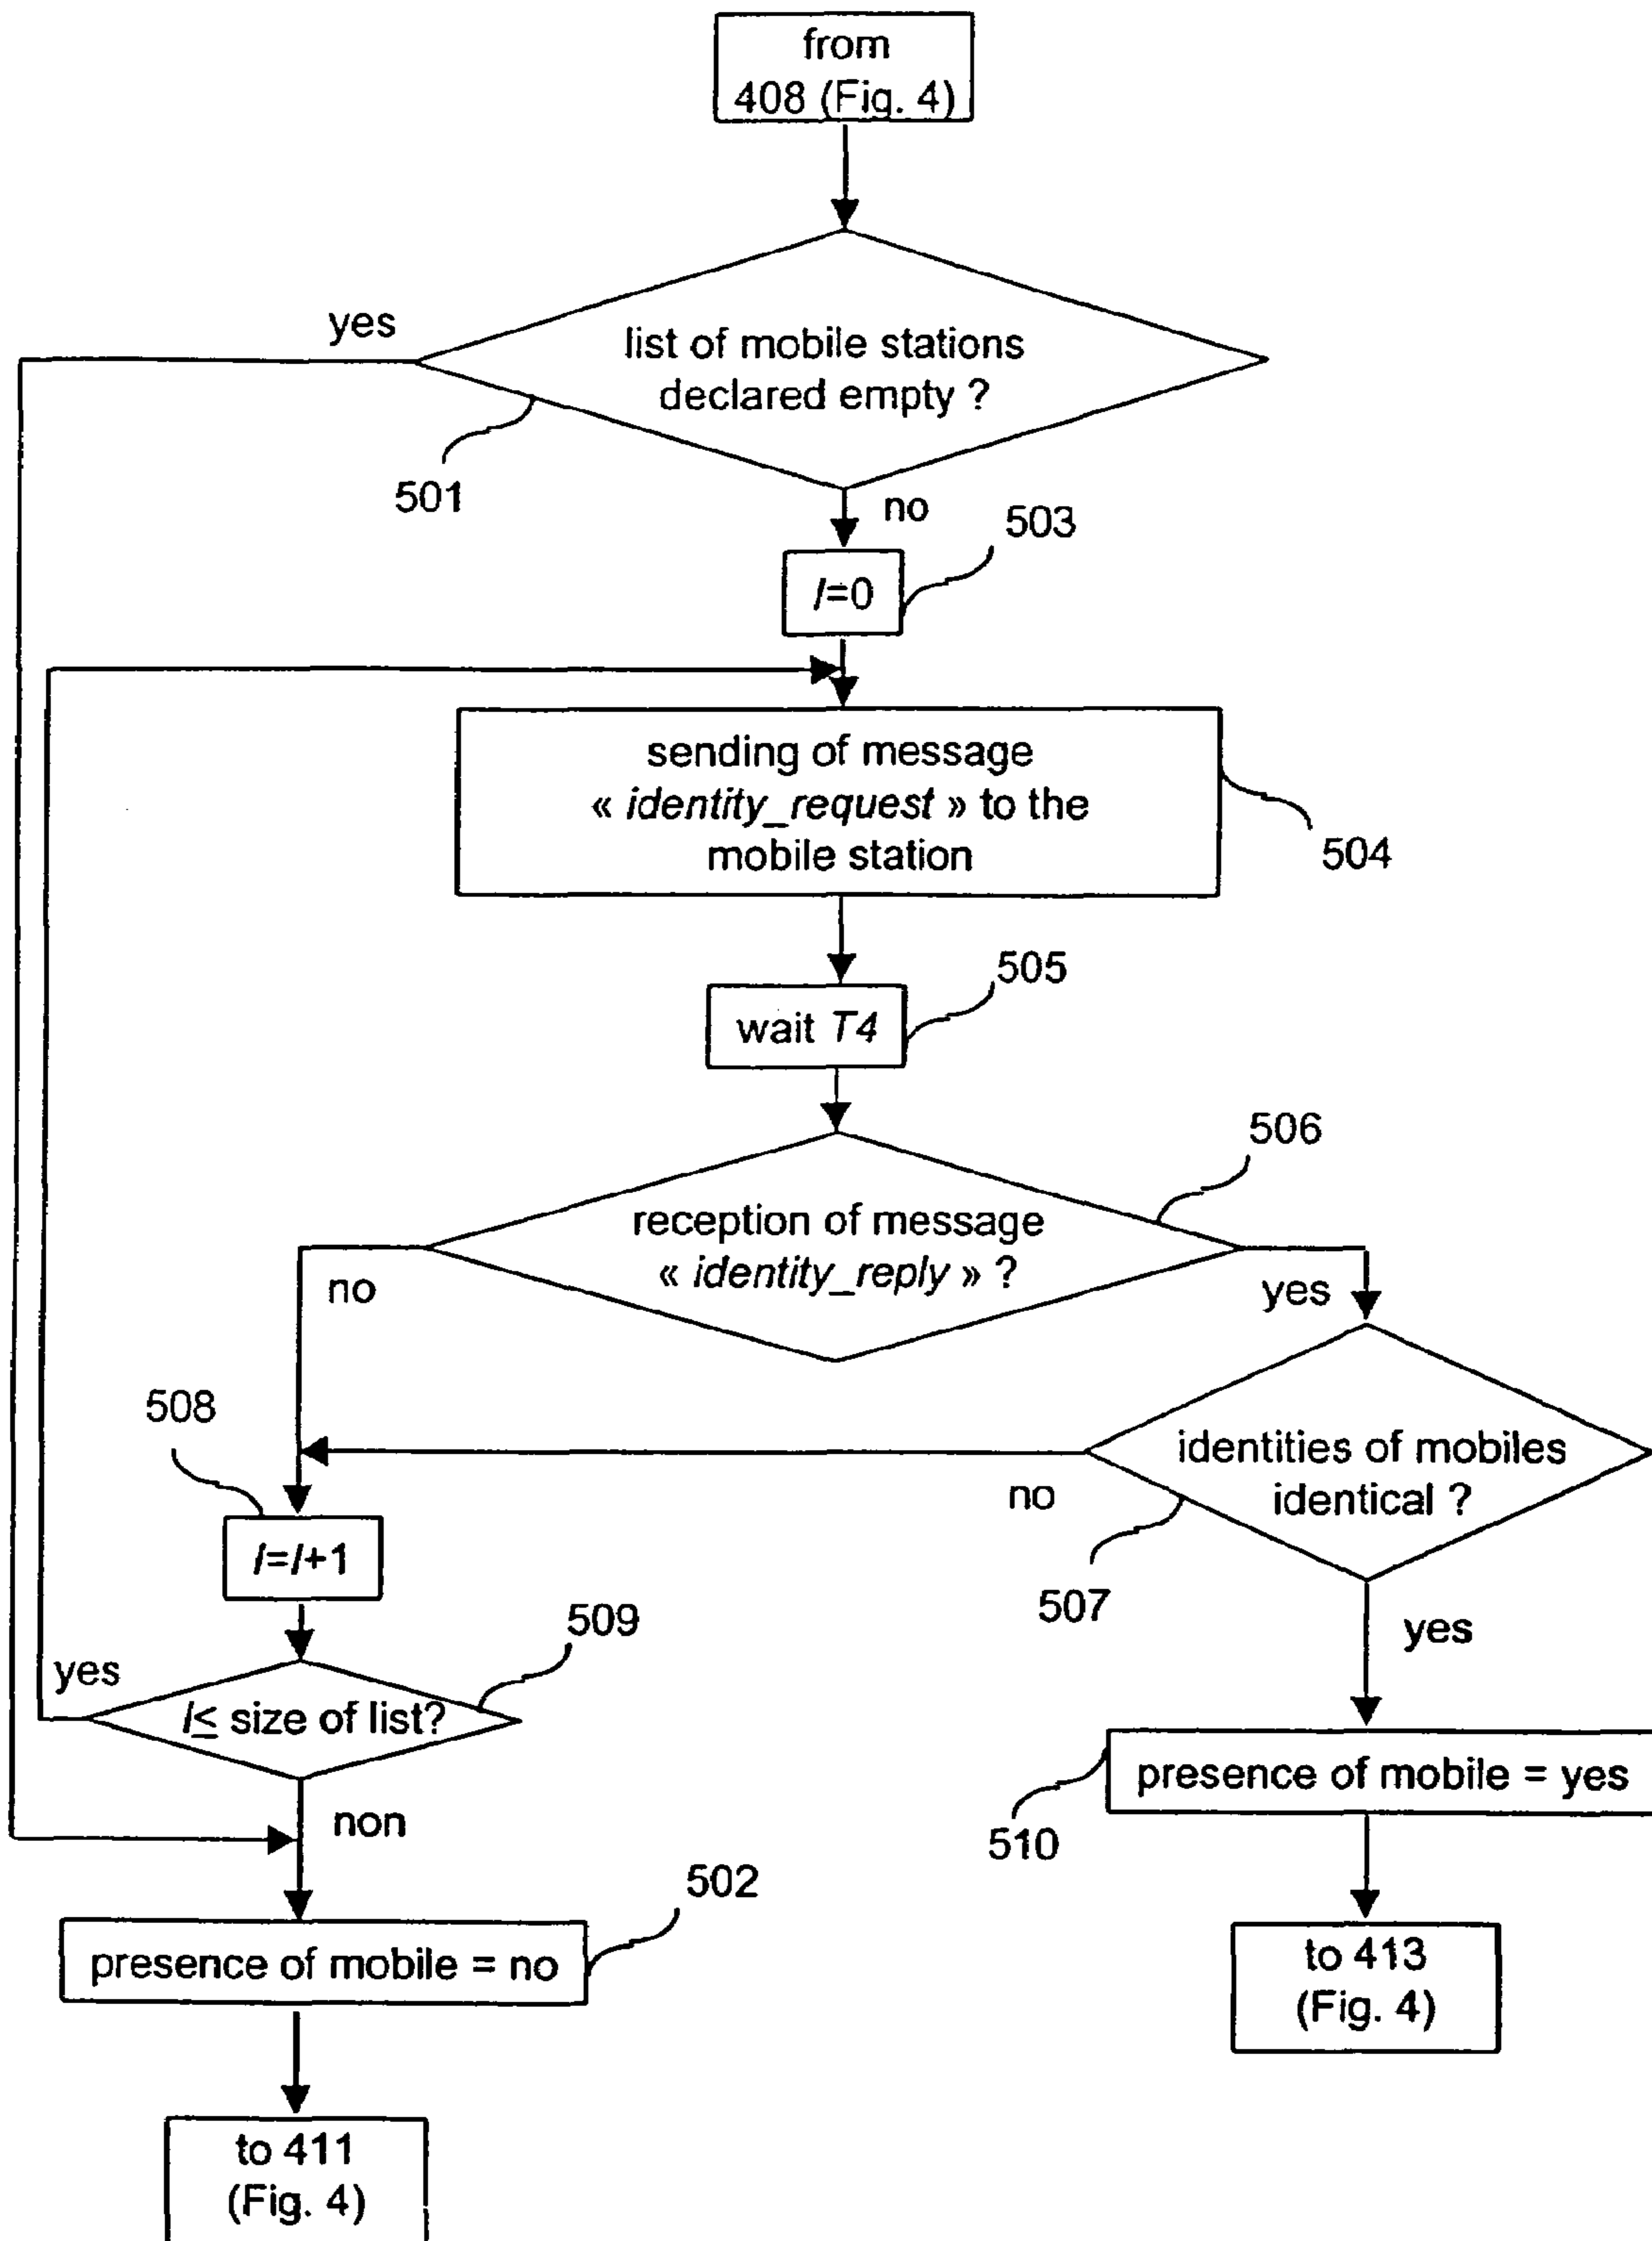 from
408 (Fig. 4)
yes
list of mobile stations
declared empty ?
501
no
503
I=0
sending of message
« identity_request » to the
mobile station
504
505
wait T4
506
reception of message
« identity_reply » ?
no
yes
508
identities of mobiles
identical ?
no
I=I+1
507
509
yes
yes
I≤ size of list?
presence of mobile = yes
non
510
502
presence of mobile = no
to 413
(Fig. 4)
to 411
(Fig. 4)